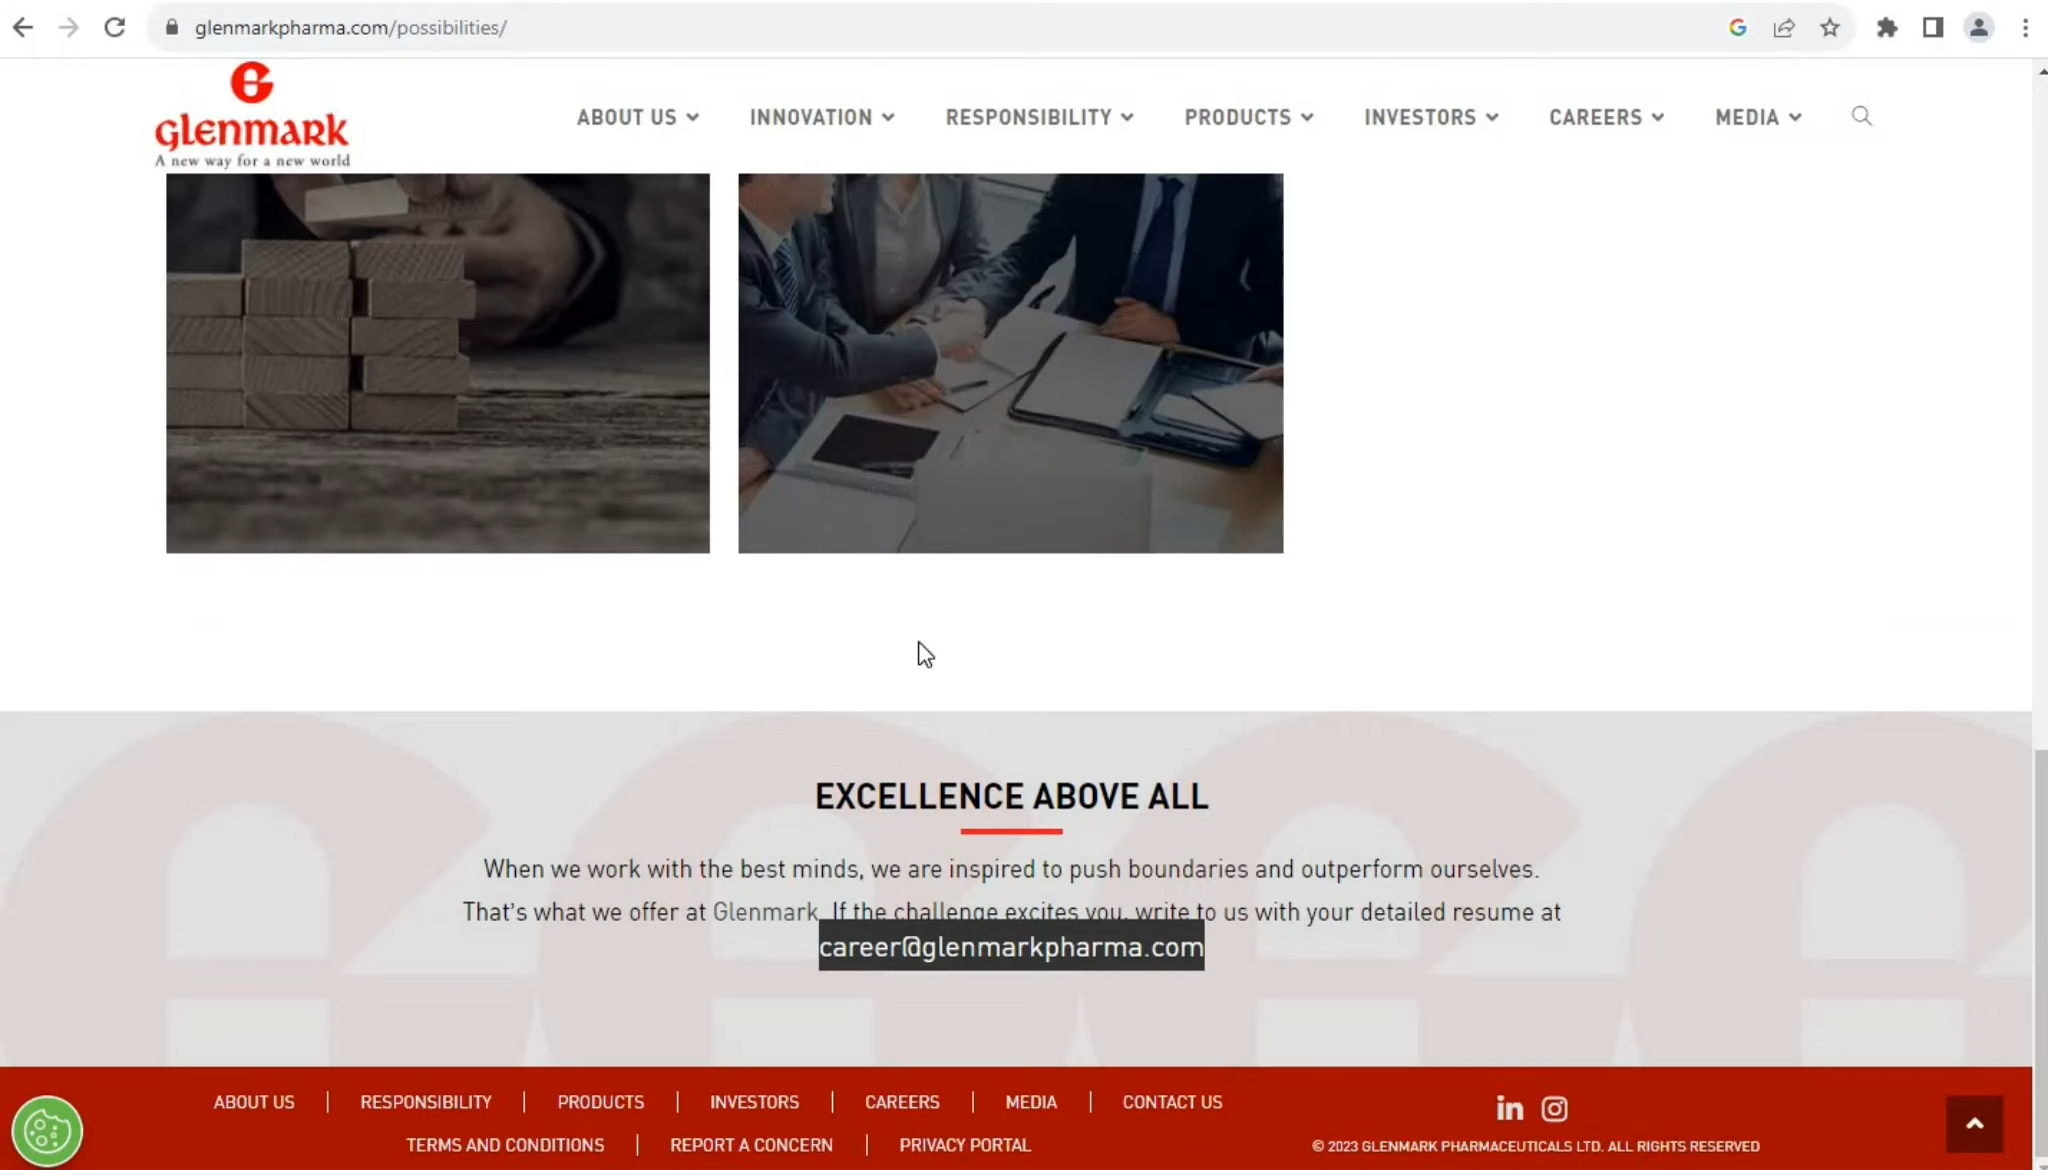 glenmarkpharma.com/possibilities/
glenmark
A new way for a new world
ABOUT US
INNOVATION
RESPONSIBILITY
PRODUCTS
INVESTORS
CAREERS
MEDIA
EXCELLENCE ABOVE ALL
When we work with the best minds, we are inspired to push boundaries and outperform ourselves.
That's what we offer at Glenmark. If the challenge excites you, write to us with your detailed resume at
career@glenmarkpharma.com
ABOUT US | RESPONSIBILITY | PRODUCTS | INVESTORS | CAREERS | MEDIA | CONTACT US
TERMS AND CONDITIONS | REPORT A CONCERN | PRIVACY PORTAL
© 2023 GLENMARK PHARMACEUTICALS LTD. ALL RIGHTS RESERVED